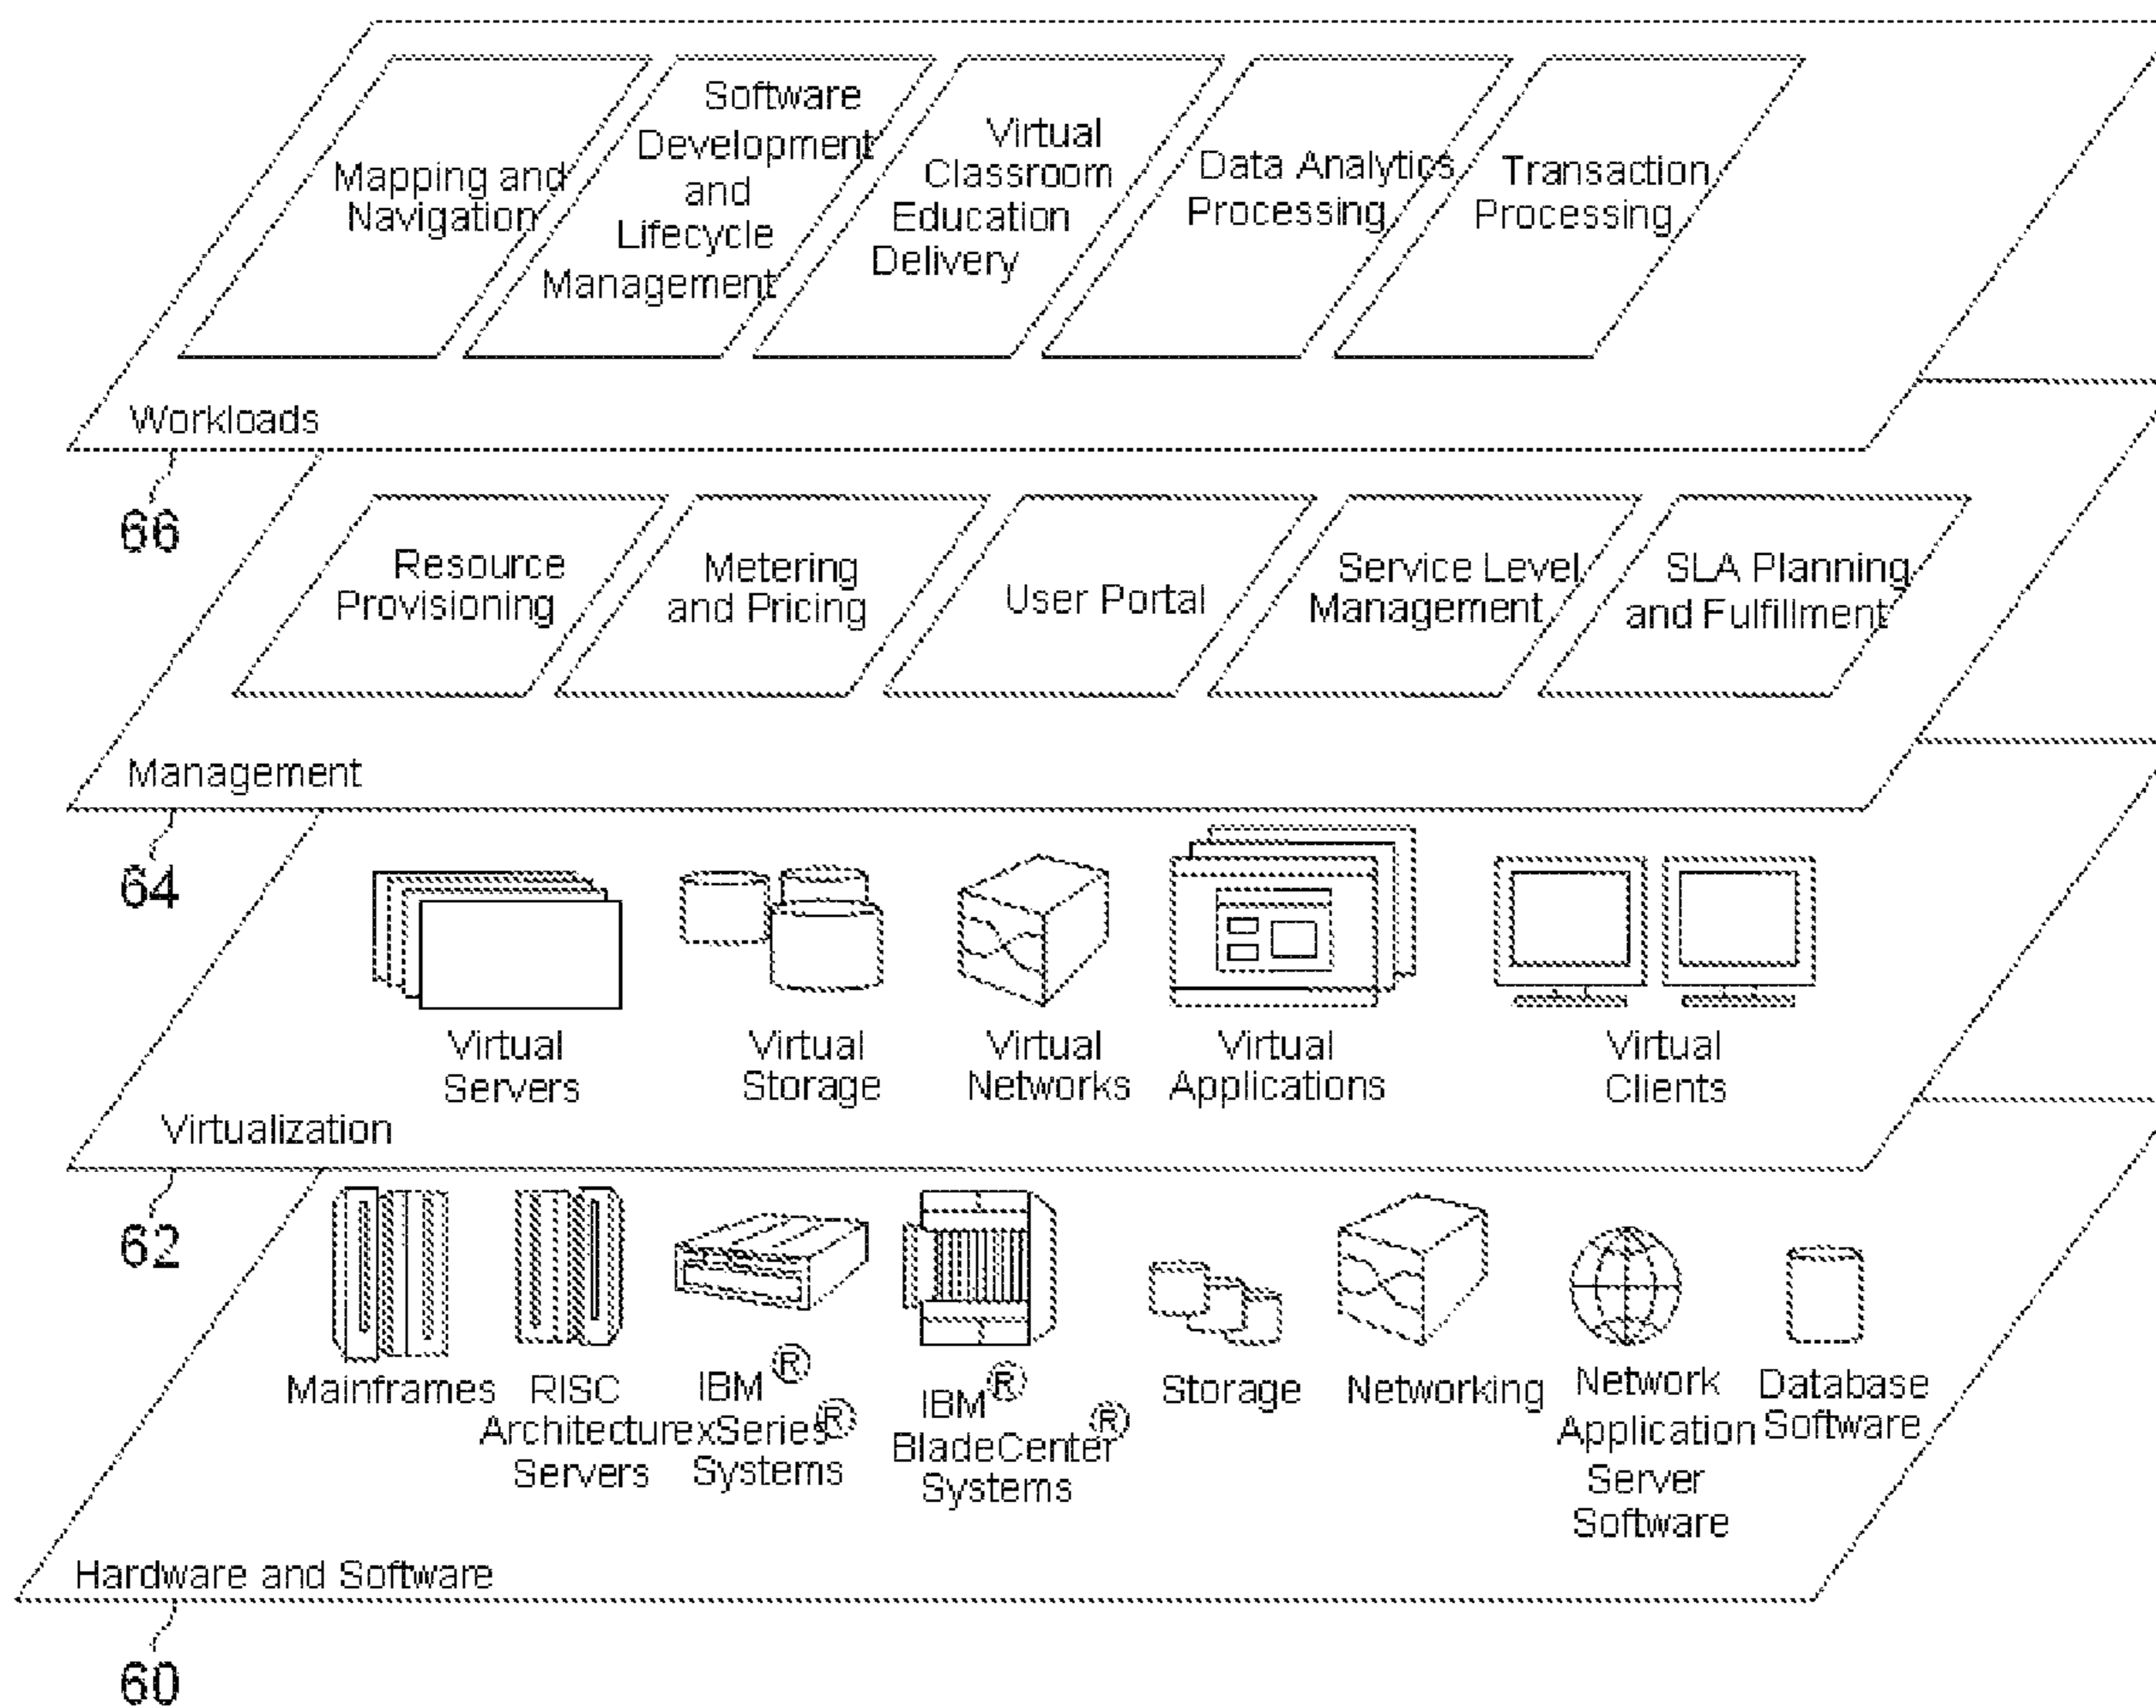 Mapping and
Navigation
Software
Development
and
Lifecycle
Management
Virtual
Classroom
Education
Delivery
Data Analytics
Processing
Transaction
Processing
Workloads
66
Resource
Provisioning
Metering
and Pricing
User Portal
Service Level
Management
SLA Planning
and Fulfillment
Management
64
Virtual
Servers
Virtual
Storage
Virtual
Networks
Virtual
Applications
Virtual
Clients
Virtualization
62
Mainframes
RISC
Architecture
Servers
IBM®
xSeries®
Systems
IBM®
BladeCenter®
Systems
Storage
Networking
Network
Application
Server
Software
Database
Software
Hardware and Software
60